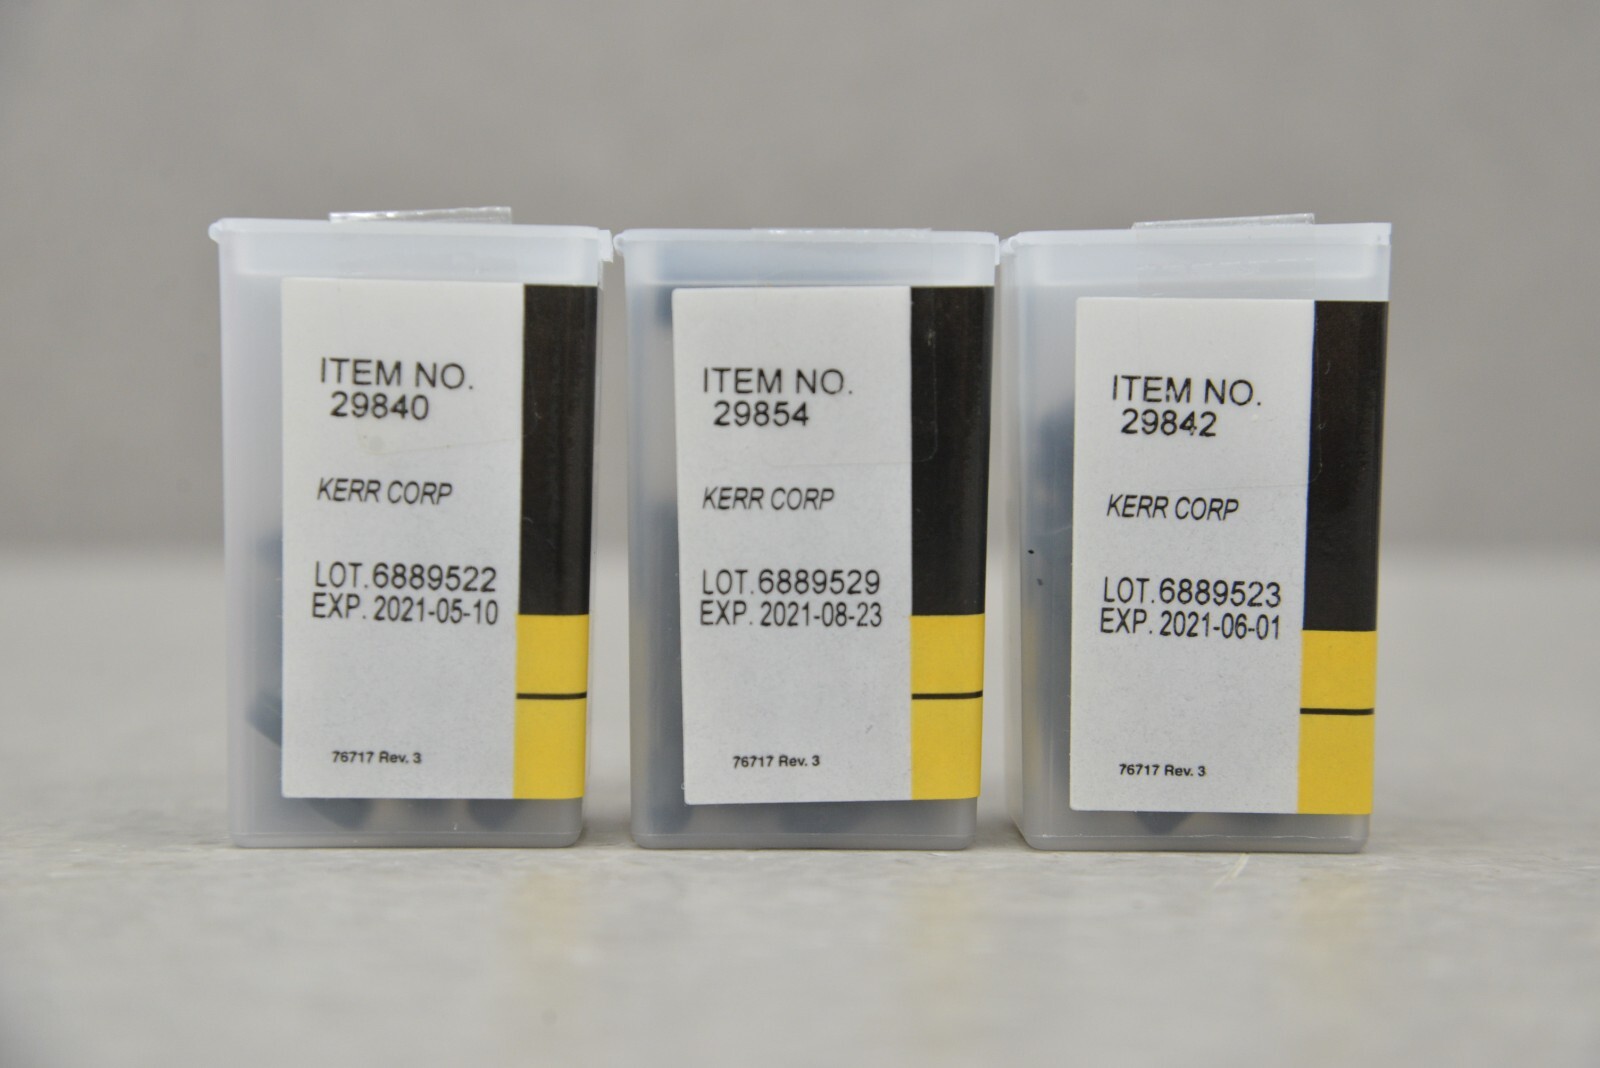 ITEM NO.
29840
KERR CORP
LOT.6889522
EXP. 2021-05-10
76717 Rev. 3
ITEM NO.
29854
KERR CORP
LOT.6889529
EXP. 2021-08-23
76717 Rev. 3
ITEM NO.
29842
KERR CORP
LOT.6889523
EXP. 2021-06-01
76717 Rev. 3